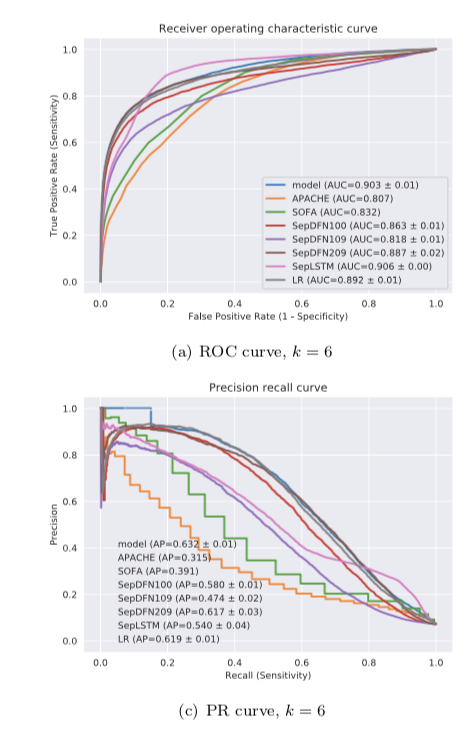 Receiver operating characteristic curve
True Positive Rate (Sensitivity)
1.0
0.8
0.6
0.4
0.2
0.0
model (AUC=0.903 ± 0.01)
APACHE (AUC=0.807)
SOFA (AUC=0.832)
SepDFN100 (AUC=0.863 ± 0.01)
SepDFN109 (AUC=0.818 ± 0.01)
SepDFN209 (AUC=0.887 ± 0.02)
SepLSTM (AUC=0.906 ± 0.00)
LR (AUC=0.892 ± 0.01)
0.0 0.2 0.4 0.6 0.8 1.0
False Positive Rate (1 - Specificity)
(a) ROC curve, k = 6
Precision recall curve
Precision
1.0
0.8
0.6
0.4
0.2
0.0
model (AP=0.632 ± 0.01)
APACHE (AP=0.315)
SOFA (AP=0.391)
SepDFN100 (AP=0.580 ± 0.01)
SepDFN109 (AP=0.474 ± 0.02)
SepDFN209 (AP=0.617 ± 0.03)
SepLSTM (AP=0.540 ± 0.04)
LR (AP=0.619 ± 0.01)
0.0 0.2 0.4 0.6 0.8 1.0
Recall (Sensitivity)
(c) PR curve, k = 6